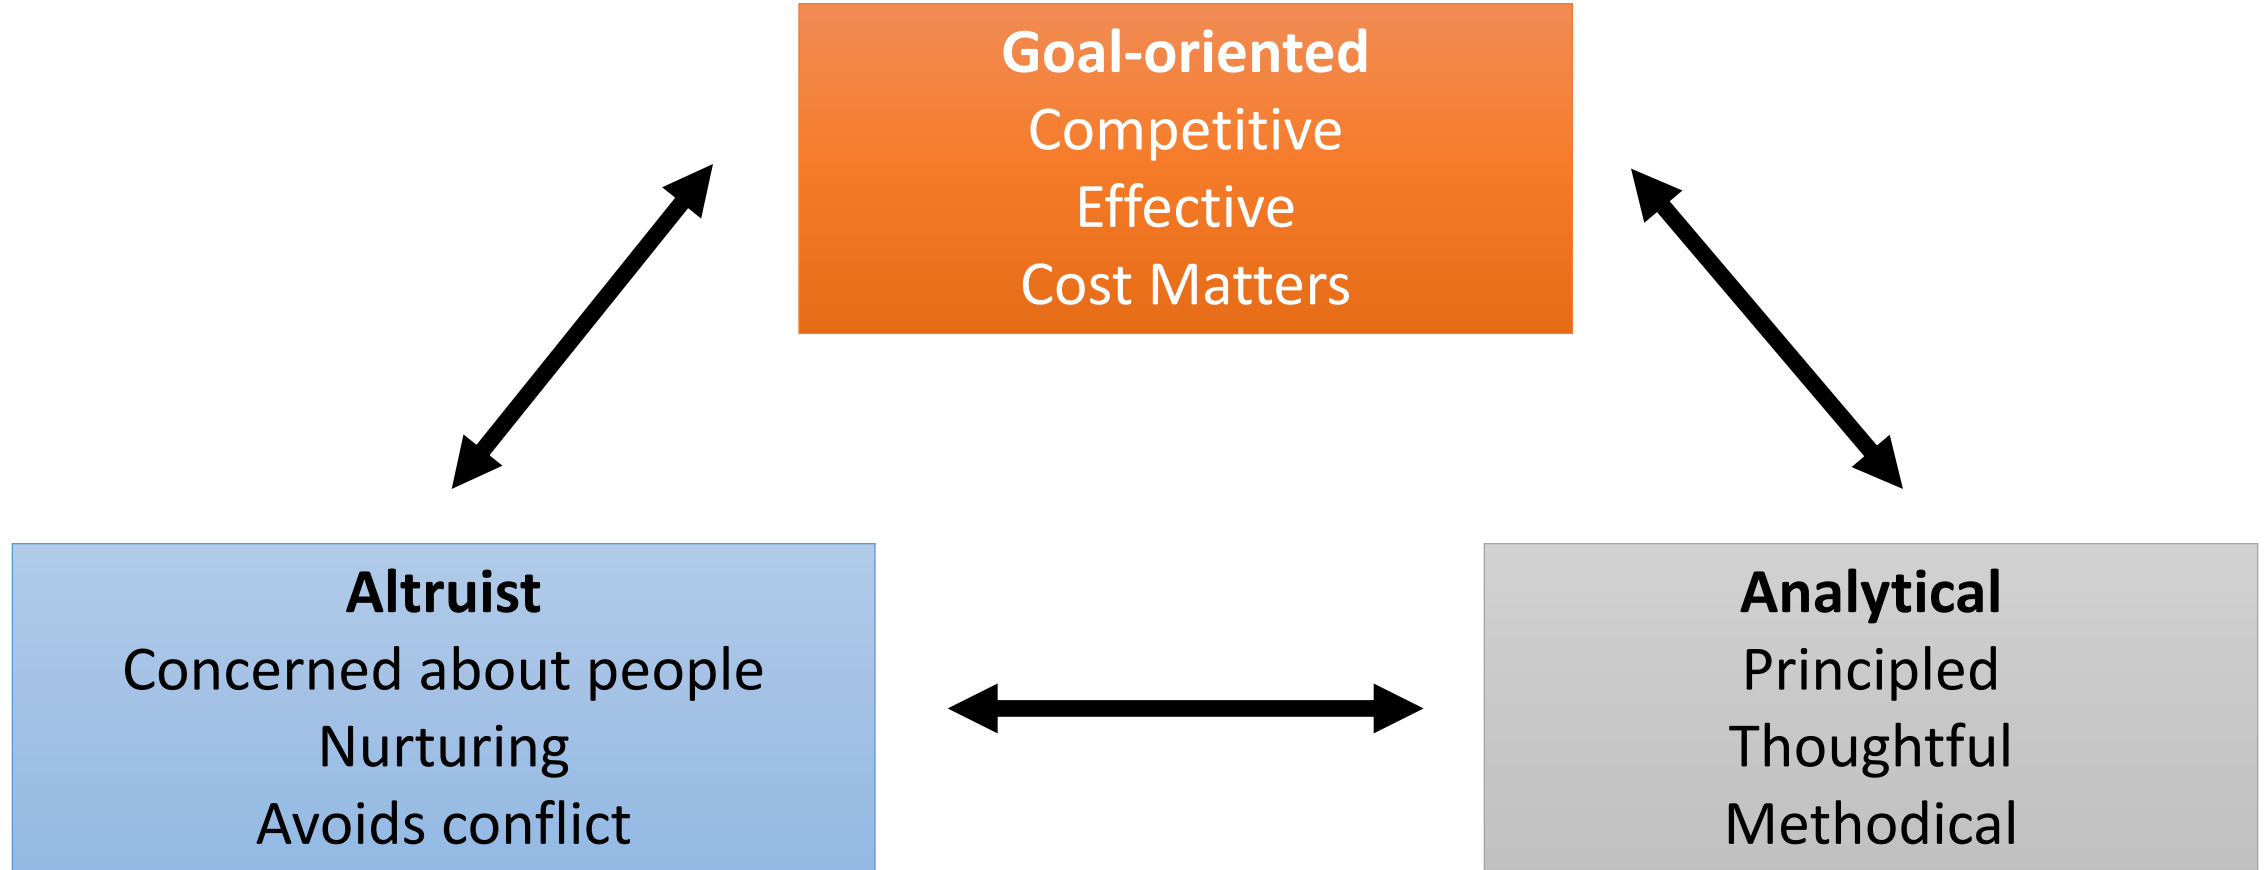 Goal-oriented
Competitive
Effective
Cost Matters
Altruist
Concerned about people
Nurturing
Avoids conflict
Analytical
Principled
Thoughtful
Methodical